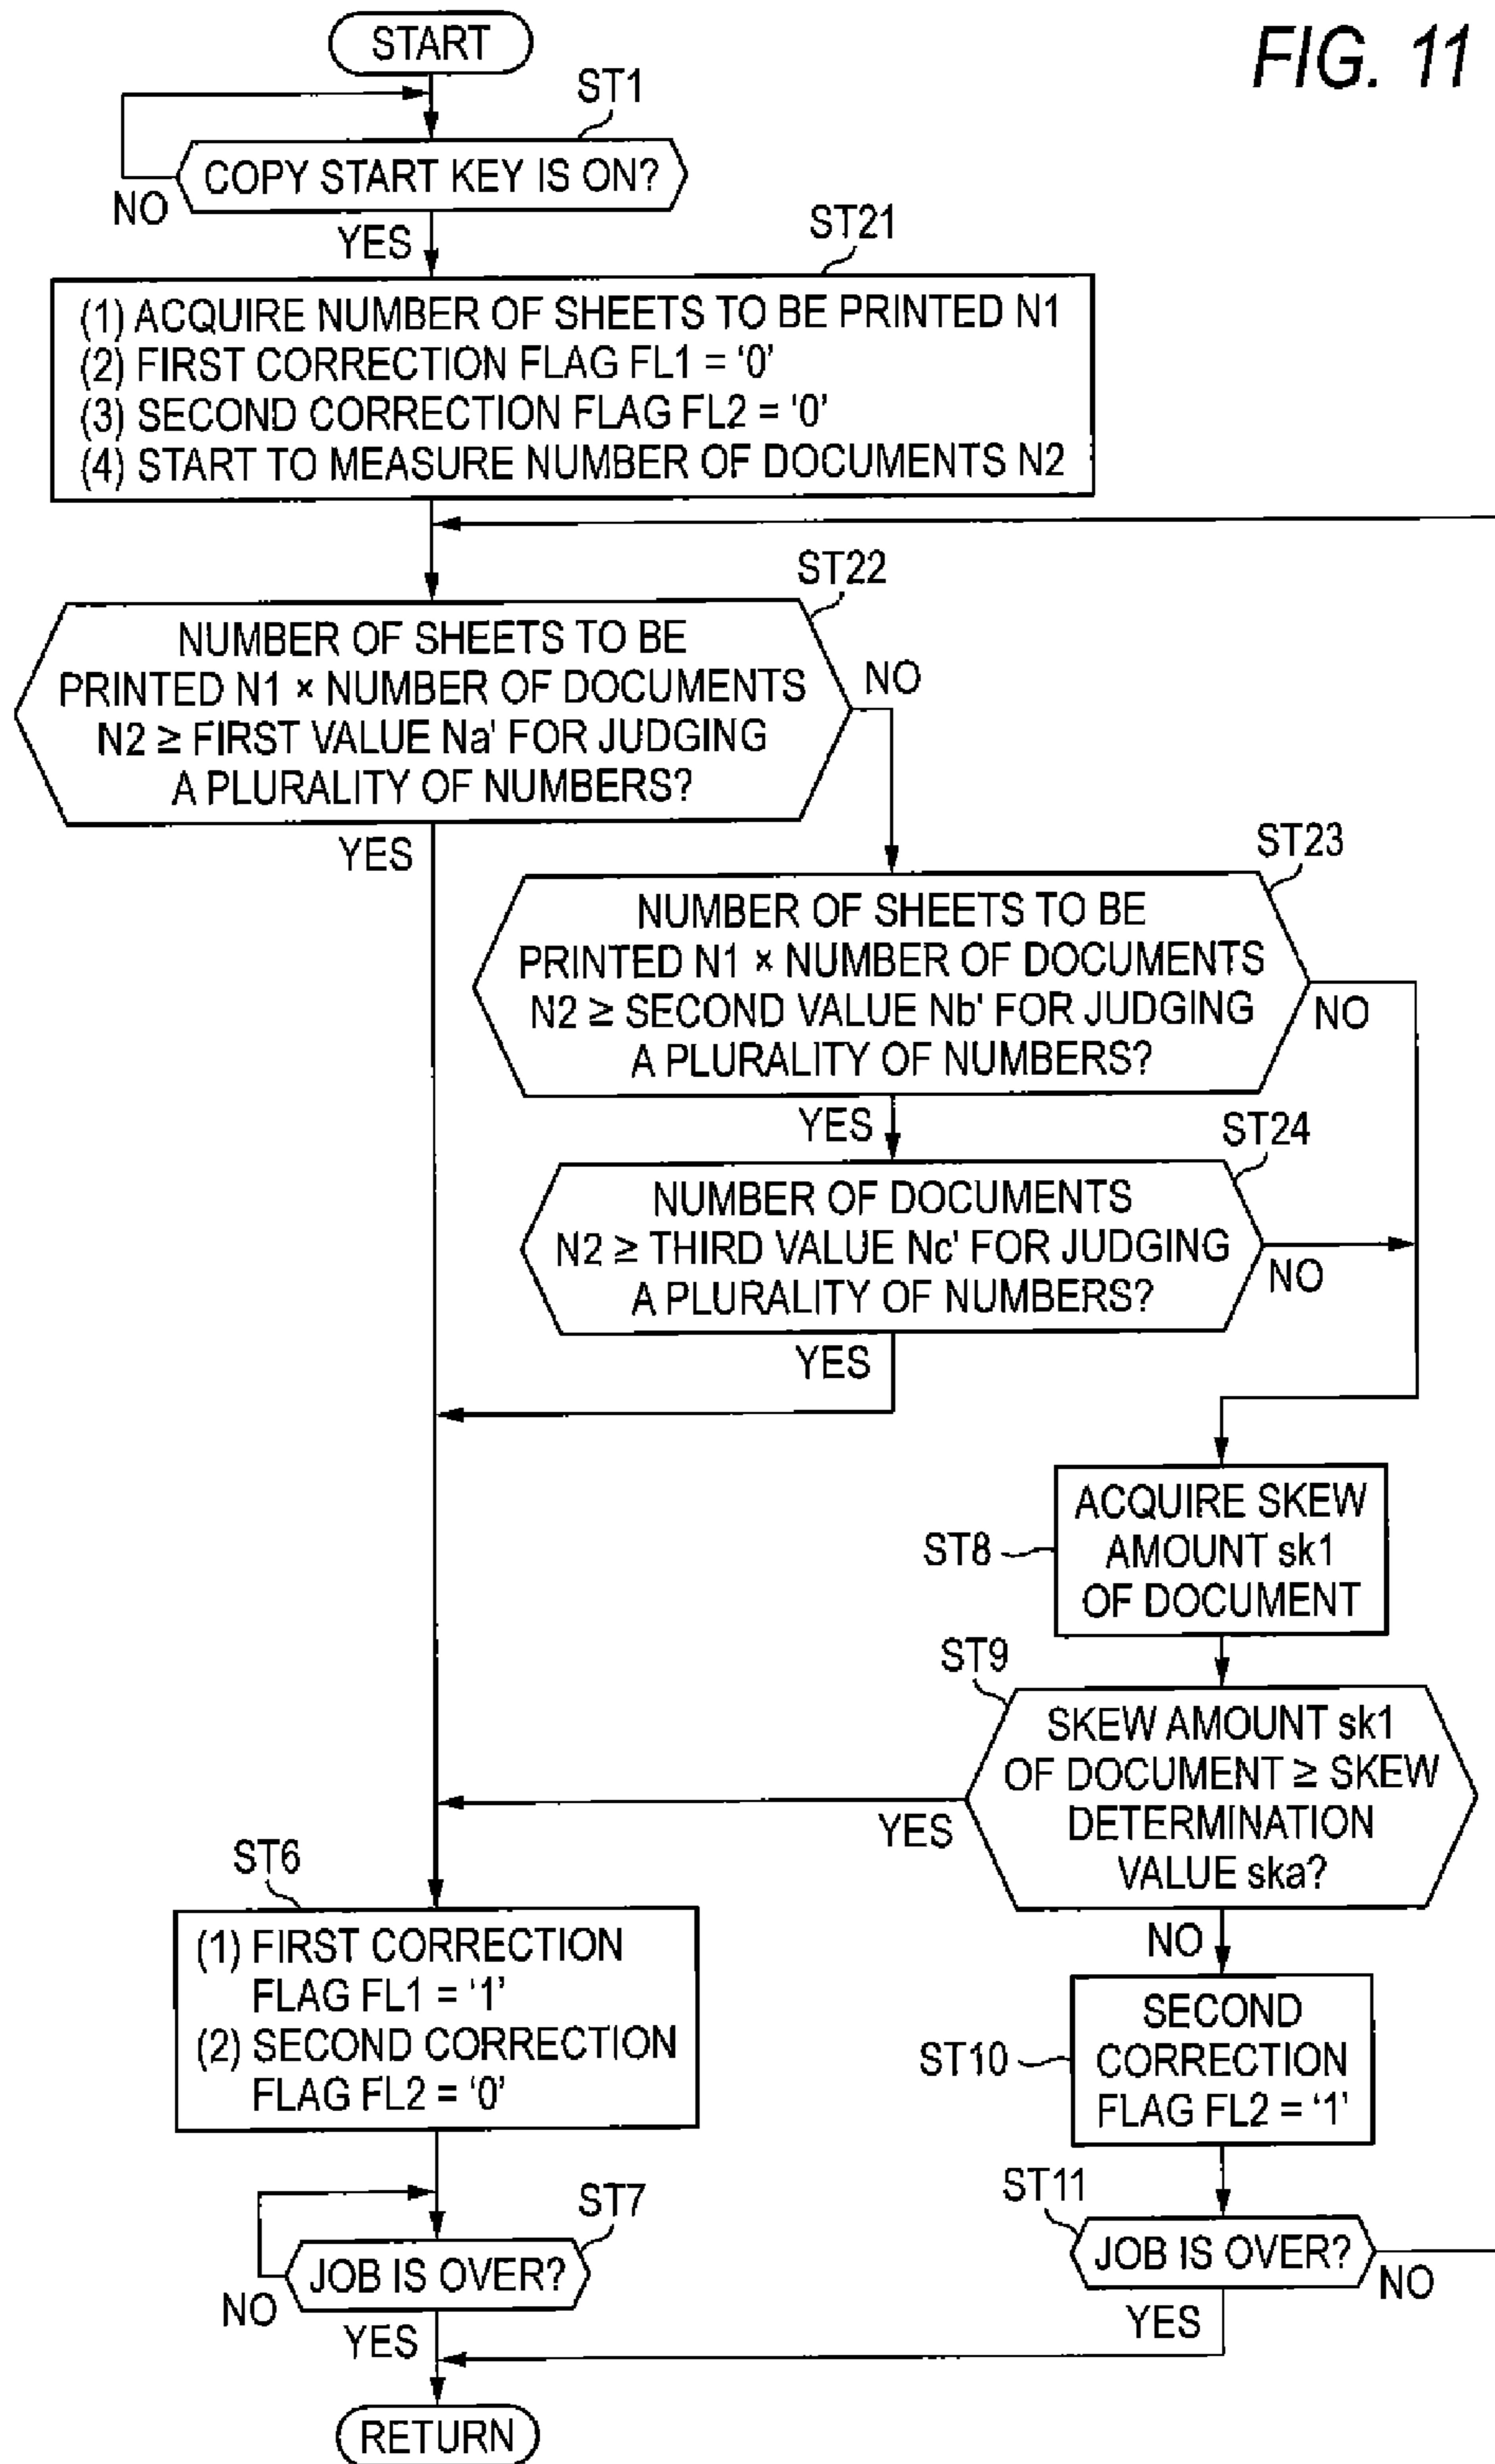 FIG. 11
START
ST1
COPY START KEY IS ON?
NO
YES
ST21
(1) ACQUIRE NUMBER OF SHEETS TO BE PRINTED N1
(2) FIRST CORRECTION FLAG FL1 = ‘0’
(3) SECOND CORRECTION FLAG FL2 = ‘0’
(4) START TO MEASURE NUMBER OF DOCUMENTS N2
ST22
NUMBER OF SHEETS TO BE
PRINTED N1 × NUMBER OF DOCUMENTS
N2 ≥ FIRST VALUE Na' FOR JUDGING
A PLURALITY OF NUMBERS?
NO
YES
ST23
NUMBER OF SHEETS TO BE
PRINTED N1 × NUMBER OF DOCUMENTS
N2 ≥ SECOND VALUE Nb' FOR JUDGING
A PLURALITY OF NUMBERS?
NO
YES
ST24
NUMBER OF DOCUMENTS
N2 ≥ THIRD VALUE Nc' FOR JUDGING
A PLURALITY OF NUMBERS?
NO
YES
ST8
ACQUIRE SKEW
AMOUNT sk1
OF DOCUMENT
ST9
SKEW AMOUNT sk1
OF DOCUMENT ≥ SKEW
DETERMINATION
VALUE ska?
YES
NO
ST6
(1) FIRST CORRECTION
FLAG FL1 = ‘1’
(2) SECOND CORRECTION
FLAG FL2 = ‘0’
ST10
SECOND
CORRECTION
FLAG FL2 = ‘1’
ST7
JOB IS OVER?
NO
YES
ST11
JOB IS OVER?
NO
YES
RETURN